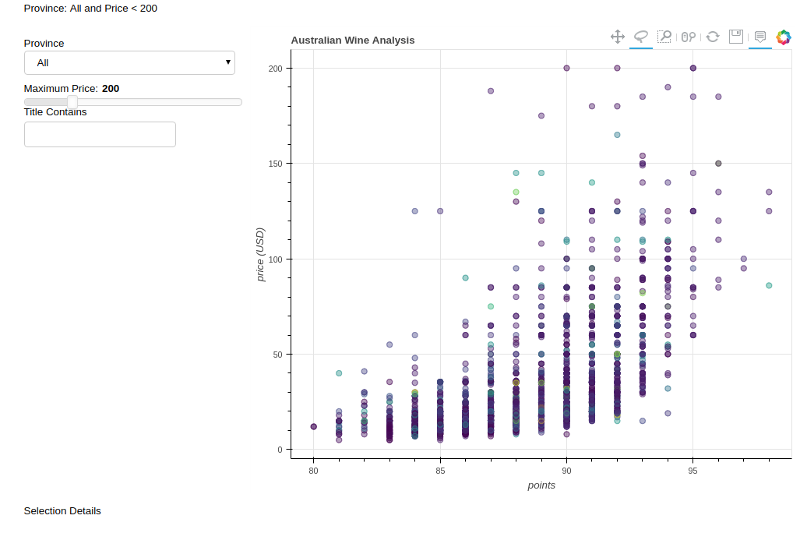 Province: All and Price < 200
Province
All
Maximum Price: 200
Title Contains
Australian Wine Analysis
200
150
100
50
0
price (USD)
80
85
90
95
points
Selection Details